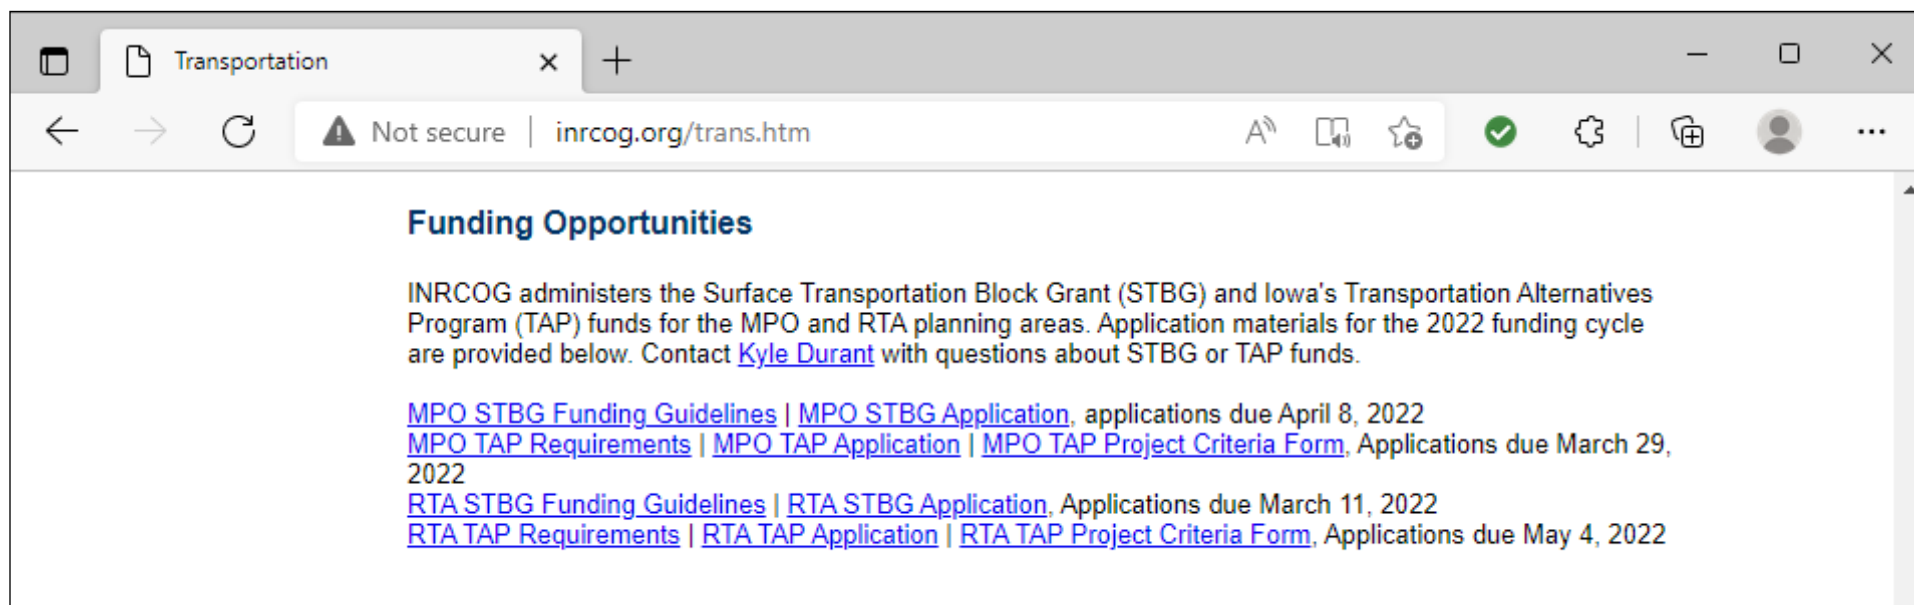 Transportation
Not secure | inrcog.org/trans.htm
Funding Opportunities
INRCOG administers the Surface Transportation Block Grant (STBG) and Iowa's Transportation Alternatives
Program (TAP) funds for the MPO and RTA planning areas. Application materials for the 2022 funding cycle
are provided below. Contact Kyle Durant with questions about STBG or TAP funds.
MPO STBG Funding Guidelines | MPO STBG Application, applications due April 8, 2022
MPO TAP Requirements | MPO TAP Application | MPO TAP Project Criteria Form, Applications due March 29,
2022
RTA STBG Funding Guidelines | RTA STBG Application, Applications due March 11, 2022
RTA TAP Requirements | RTA TAP Application | RTA TAP Project Criteria Form, Applications due May 4, 2022